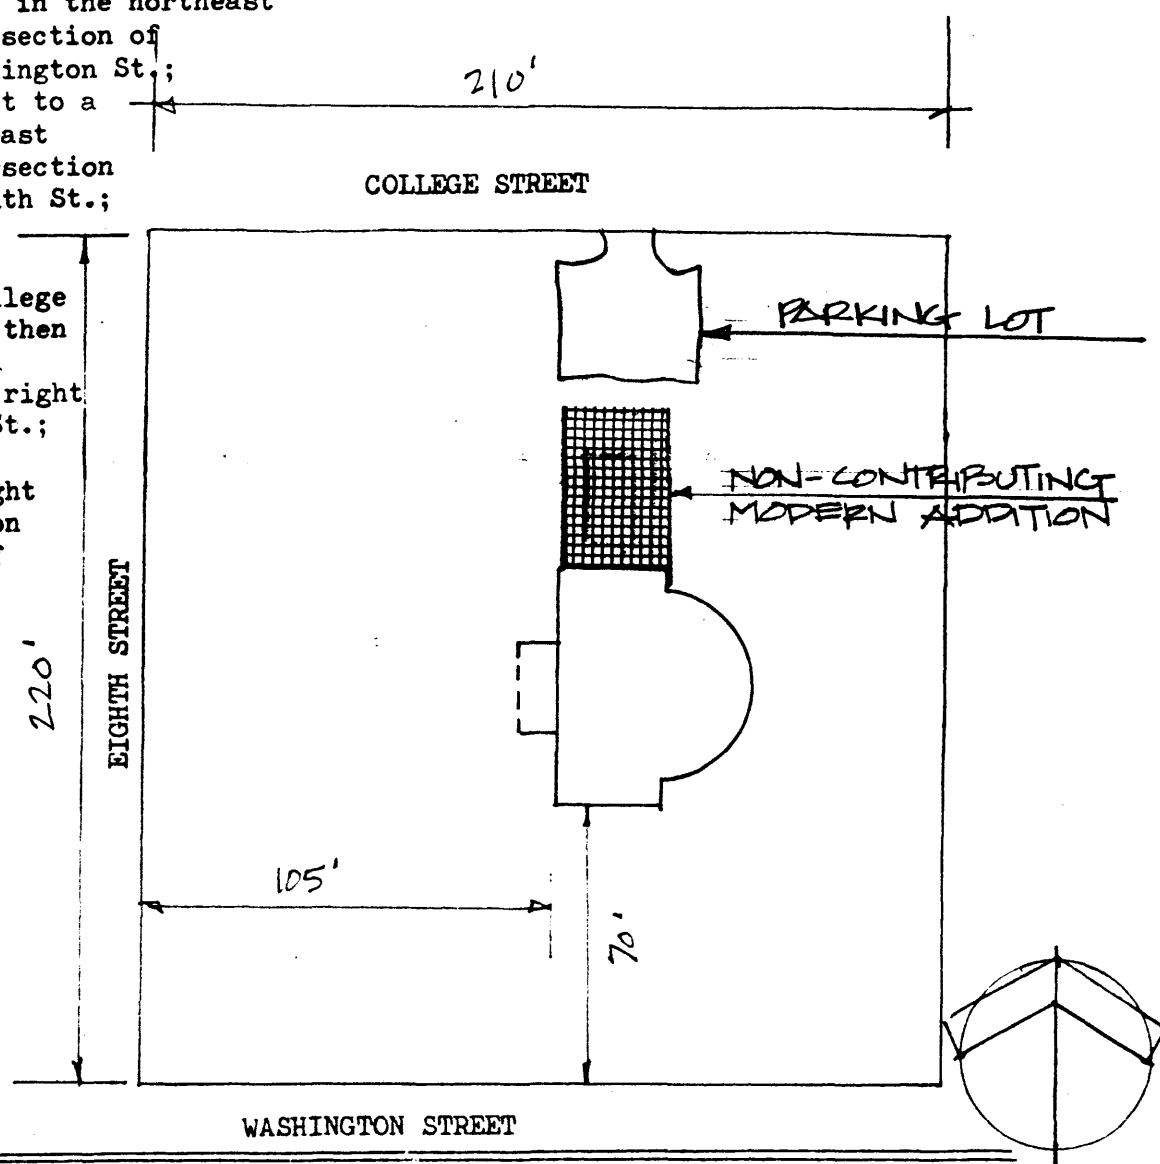 in the northeast
section of
ington St.;
t to a
ast
section
th St.;
llege
then
right
St.;
ght
on
210'
COLLEGE STREET
PARKING LOT
NON-CONTRIBUTING
MODERN ADDITION
EIGHTH STREET
220'
105'
70'
WASHINGTON STREET